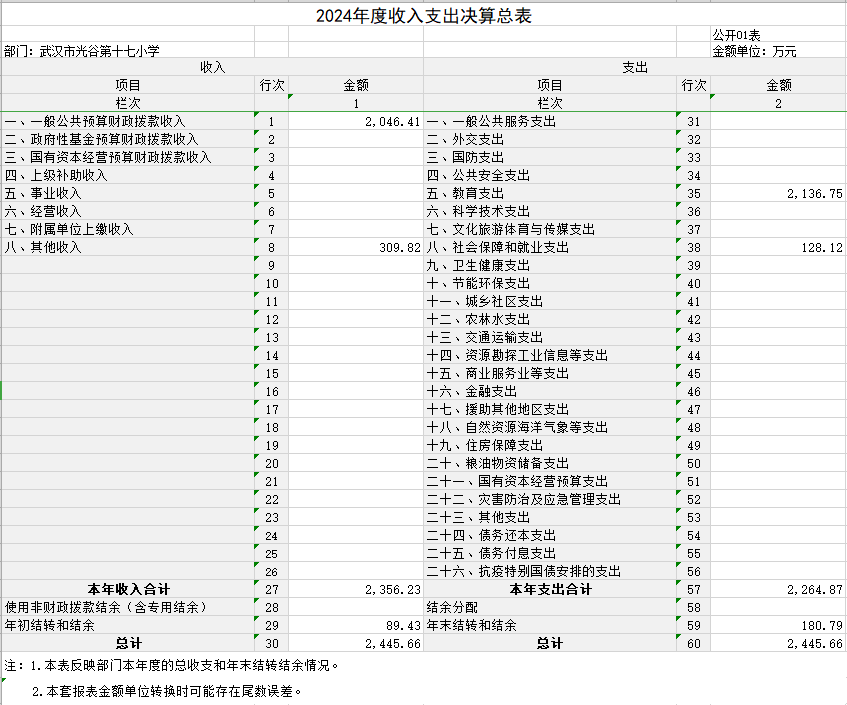 2024年度收入支出决算总表
公开01表
部门：武汉市光谷第十七小学 金额单位：万元
收入 支出
项目 行次 金额 项目 行次 金额
栏次 1 栏次 2
一、一般公共预算财政拨款收入 1 2,046.41 一、一般公共服务支出 31
二、政府性基金预算财政拨款收入 2 二、外交支出 32
三、国有资本经营预算财政拨款收入 3 三、国防支出 33
四、上级补助收入 4 四、公共安全支出 34
五、事业收入 5 五、教育支出 35 2,136.75
六、经营收入 6 六、科学技术支出 36
七、附属单位上缴收入 7 七、文化旅游体育与传媒支出 37
八、其他收入 8 309.82 八、社会保障和就业支出 38 128.12
9 九、卫生健康支出 39
10 十、节能环保支出 40
11 十一、城乡社区支出 41
12 十二、农林水支出 42
13 十三、交通运输支出 43
14 十四、资源勘探工业信息等支出 44
15 十五、商业服务业等支出 45
16 十六、金融支出 46
17 十七、援助其他地区支出 47
18 十八、自然资源海洋气象等支出 48
19 十九、住房保障支出 49
20 二十、粮油物资储备支出 50
21 二十一、国有资本经营预算支出 51
22 二十二、灾害防治及应急管理支出 52
23 二十三、其他支出 53
24 二十四、债务还本支出 54
25 二十五、债务付息支出 55
26 二十六、抗疫特别国债安排的支出 56
本年收入合计 27 2,356.23 本年支出合计 57 2,264.87
使用非财政拨款结余（含专用结余） 28 结余分配 58
年初结转和结余 29 89.43 年末结转和结余 59 180.79
总计 30 2,445.66 总计 60 2,445.66
注：1.本表反映部门本年度的总收支和年末结转结余情况。
2.本套报表金额单位转换时可能存在尾数误差。